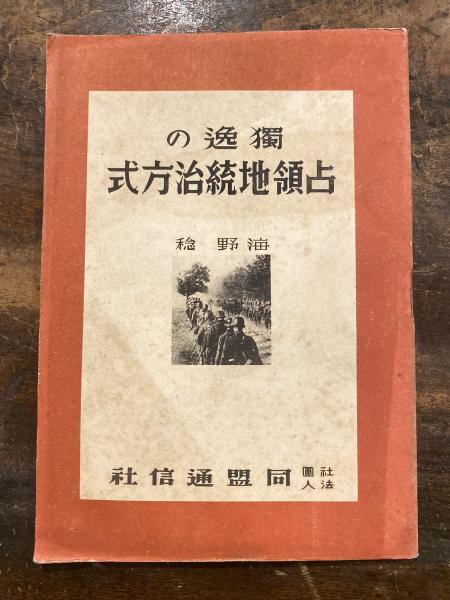 獨逸の
占領地統治方式
海野 稔
社團法人 同盟通信社